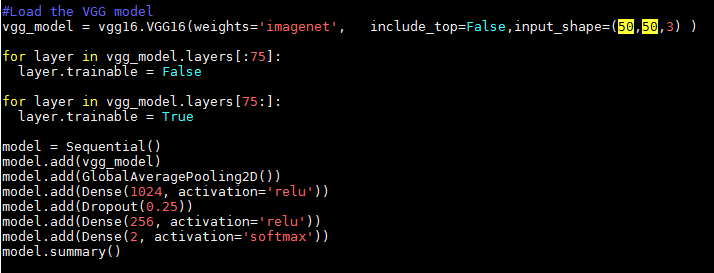 #Load the VGG model
vgg_model = vgg16.VGG16(weights='imagenet',   include_top=False,input_shape=(50,50,3) )
for layer in vgg_model.layers[:75]:
  layer.trainable = False
for layer in vgg_model.layers[75:]:
  layer.trainable = True
model = Sequential()
model.add(vgg_model)
model.add(GlobalAveragePooling2D())
model.add(Dense(1024, activation='relu'))
model.add(Dropout(0.25))
model.add(Dense(256, activation='relu'))
model.add(Dense(2, activation='softmax'))
model.summary()